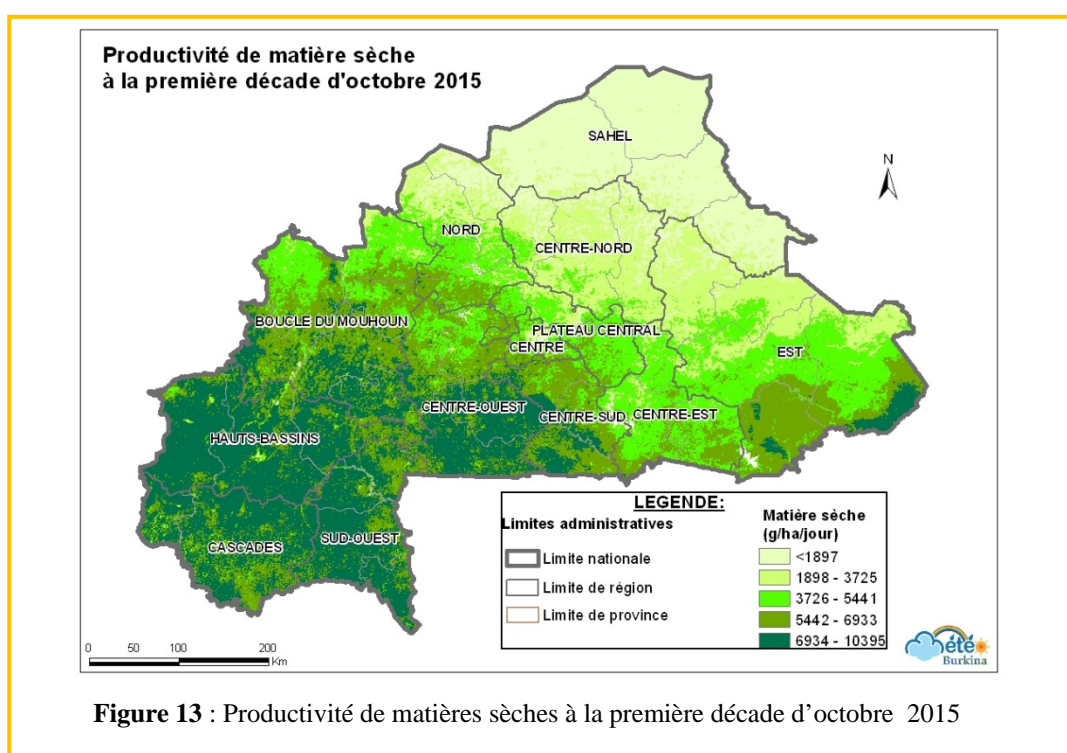 Productivité de matière sèche
à la première décade d'octobre 2015
SAHEL
N
NORD
CENTRE-NORD
BOUCLE DU MOUHOUN
PLATEAU CENTRAL
CENTRE
EST
CENTRE-OUEST
CENTRE-SUD
CENTRE-EST
HAUTS-BASSINS
CASCADES
SUD-OUEST
LEGENDE:
Limites administratives
Limite nationale
Limite de région
Limite de province
Matière sèche
(g/ha/jour)
<1897
1898 - 3725
3726 - 5441
5442 - 6933
6934 - 10395
0 50 100 200
Km
Météo
Burkina
Figure 13 : Productivité de matières sèches à la première décade d’octobre 2015